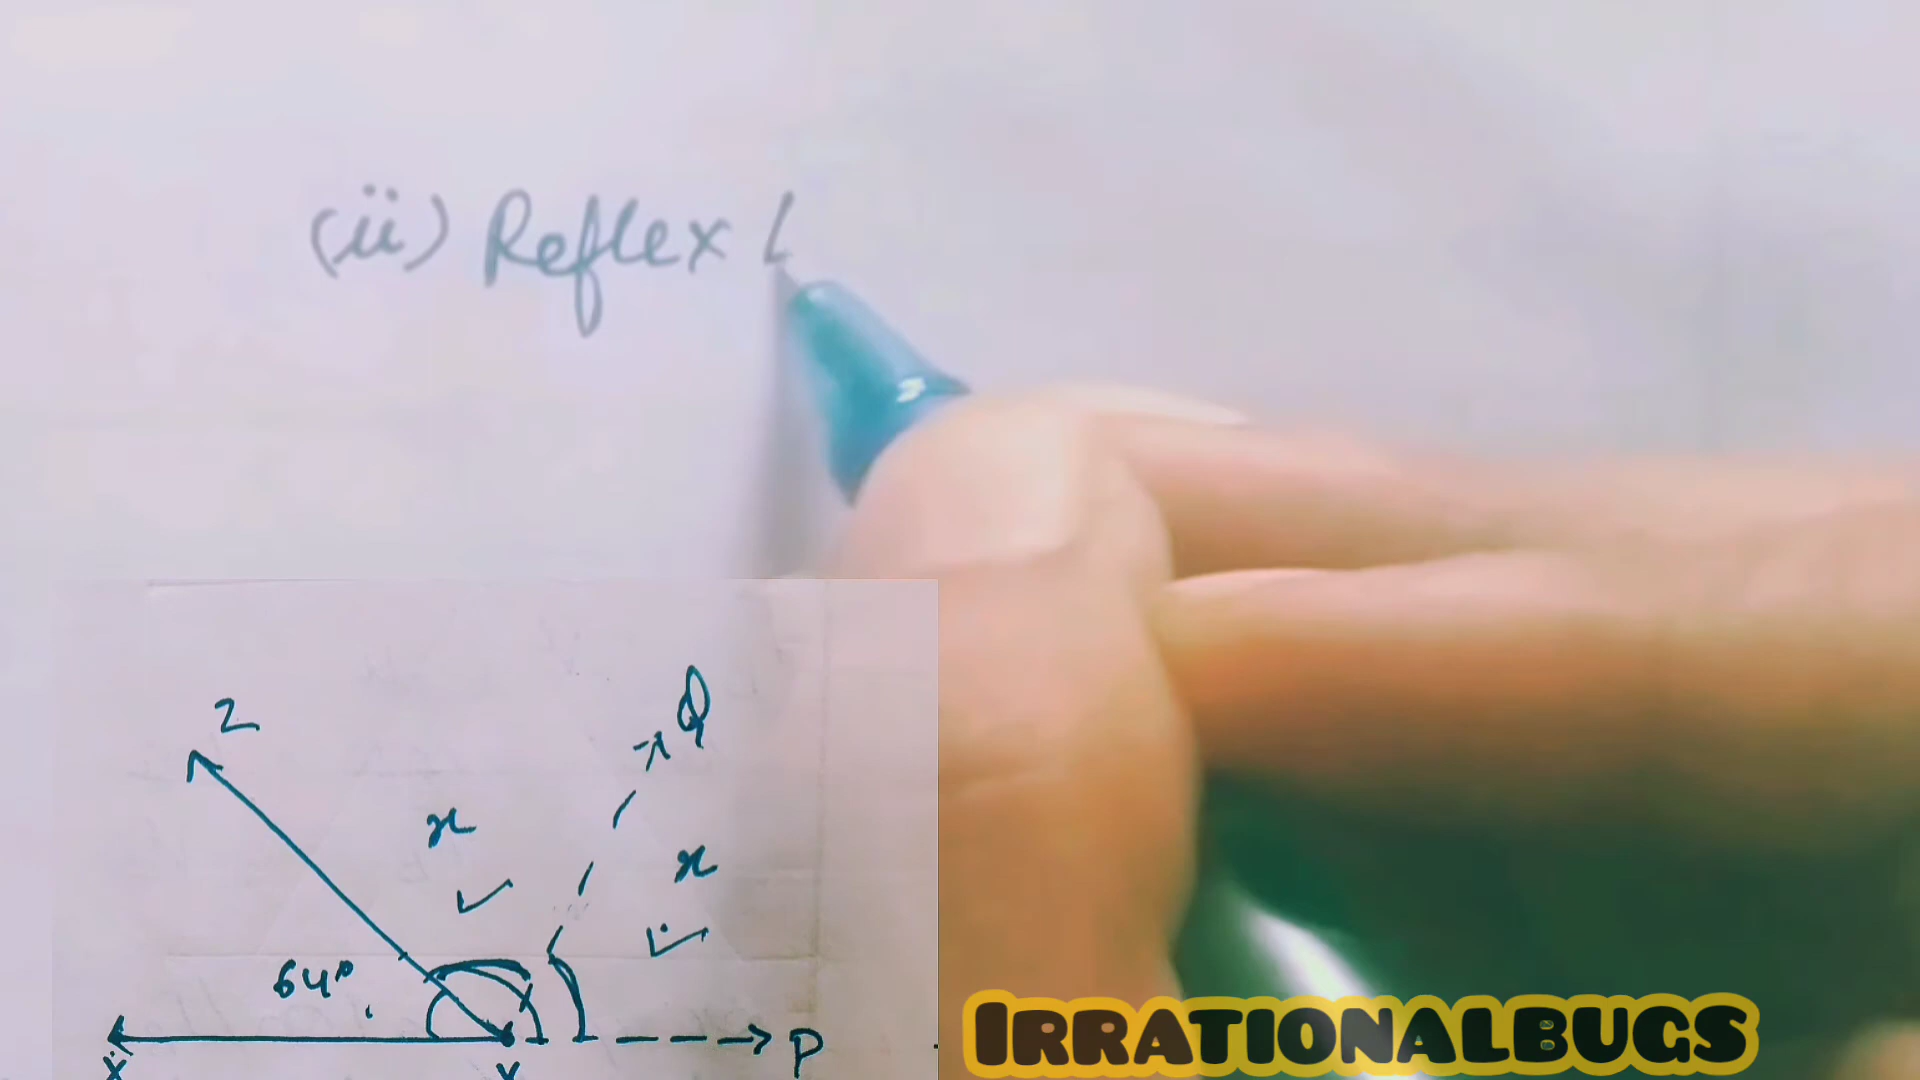 (ii) Reflex ∠
Z
Q
x
x
64°
P
X
Y
IRRATIONALBUGS